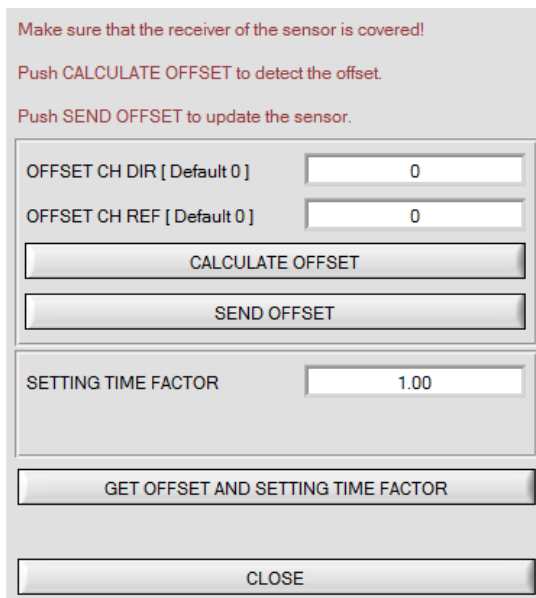 Make sure that the receiver of the sensor is covered!
Push CALCULATE OFFSET to detect the offset.
Push SEND OFFSET to update the sensor.
OFFSET CH DIR [ Default 0 ] 0
OFFSET CH REF [ Default 0 ] 0
CALCULATE OFFSET
SEND OFFSET
SETTING TIME FACTOR 1.00
GET OFFSET AND SETTING TIME FACTOR
CLOSE